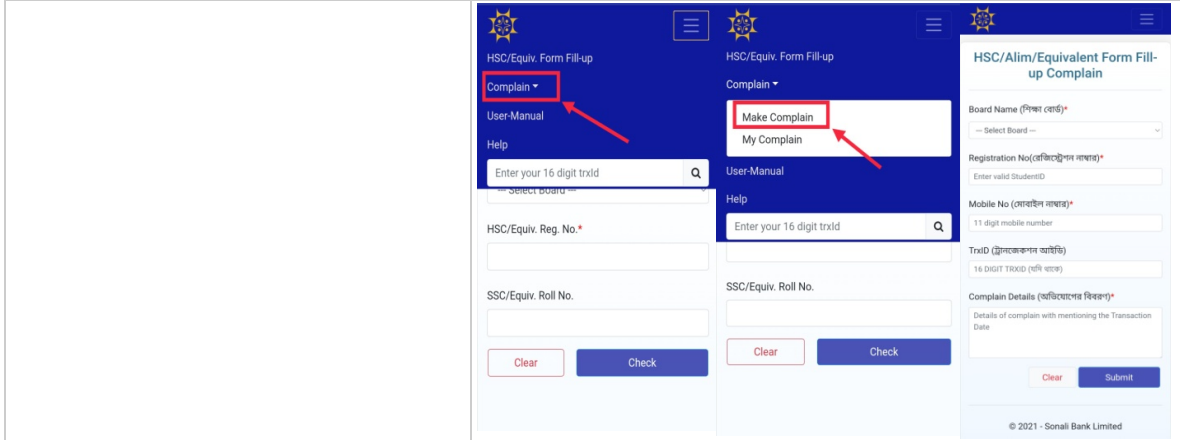 HSC/Equiv. Form Fill-up
Complain
User-Manual
Help
Enter your 16 digit trxId
--- Select Board ---
HSC/Equiv. Reg. No.*
SSC/Equiv. Roll No.
Clear
Check
HSC/Equiv. Form Fill-up
Complain
Make Complain
My Complain
User-Manual
Help
Enter your 16 digit trxId
SSC/Equiv. Roll No.
Clear
Check
HSC/Alim/Equivalent Form Fill-
up Complain
Board Name (শিক্ষা বোর্ড)*
--- Select Board ---
Registration No(রেজিস্ট্রেশন নাম্বার)*
Enter valid StudentID
Mobile No (মোবাইল নাম্বার)*
11 digit mobile number
TrxID (ট্রানজেকশন আইডি)
16 DIGIT TRXID (যদি থাকে)
Complain Details (অভিযোগের বিবরণ)*
Details of complain with mentioning the Transaction
Date
Clear
Submit
© 2021 - Sonali Bank Limited